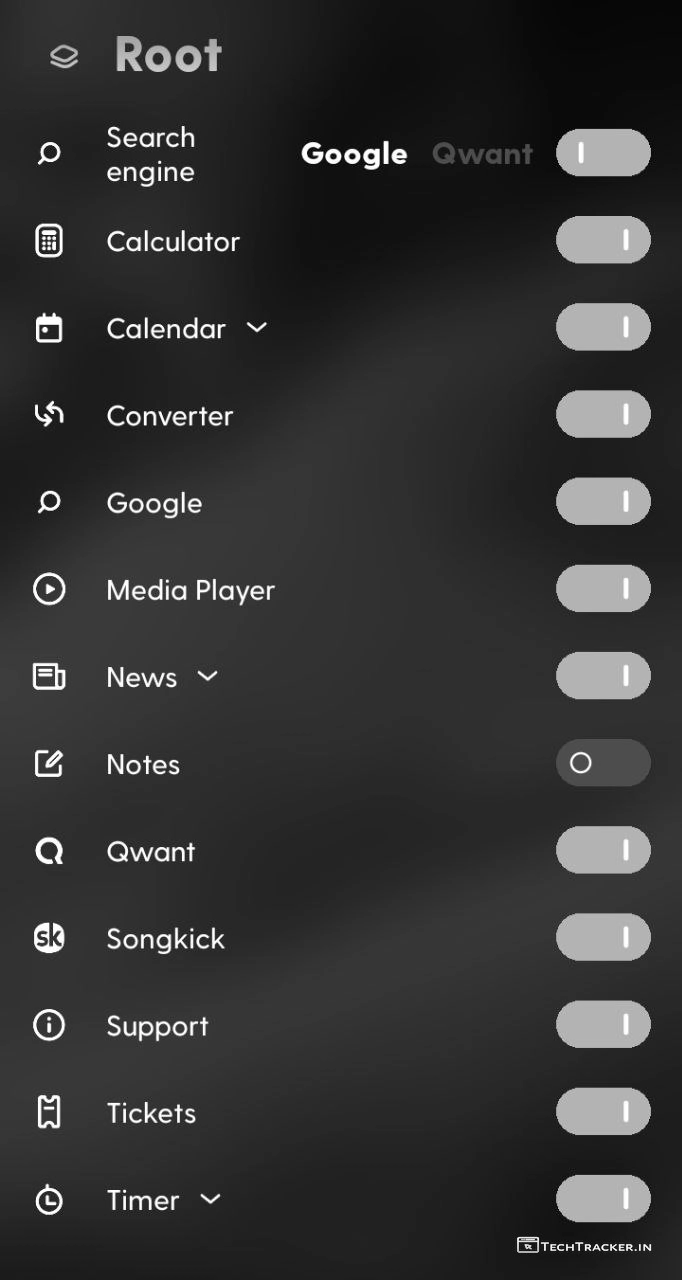 Root
Search
engine
Google Qwant
Calculator
Calendar
Converter
Google
Media Player
News
Notes
Qwant
sk
Songkick
Support
Tickets
Timer
TECHTRACKER.IN